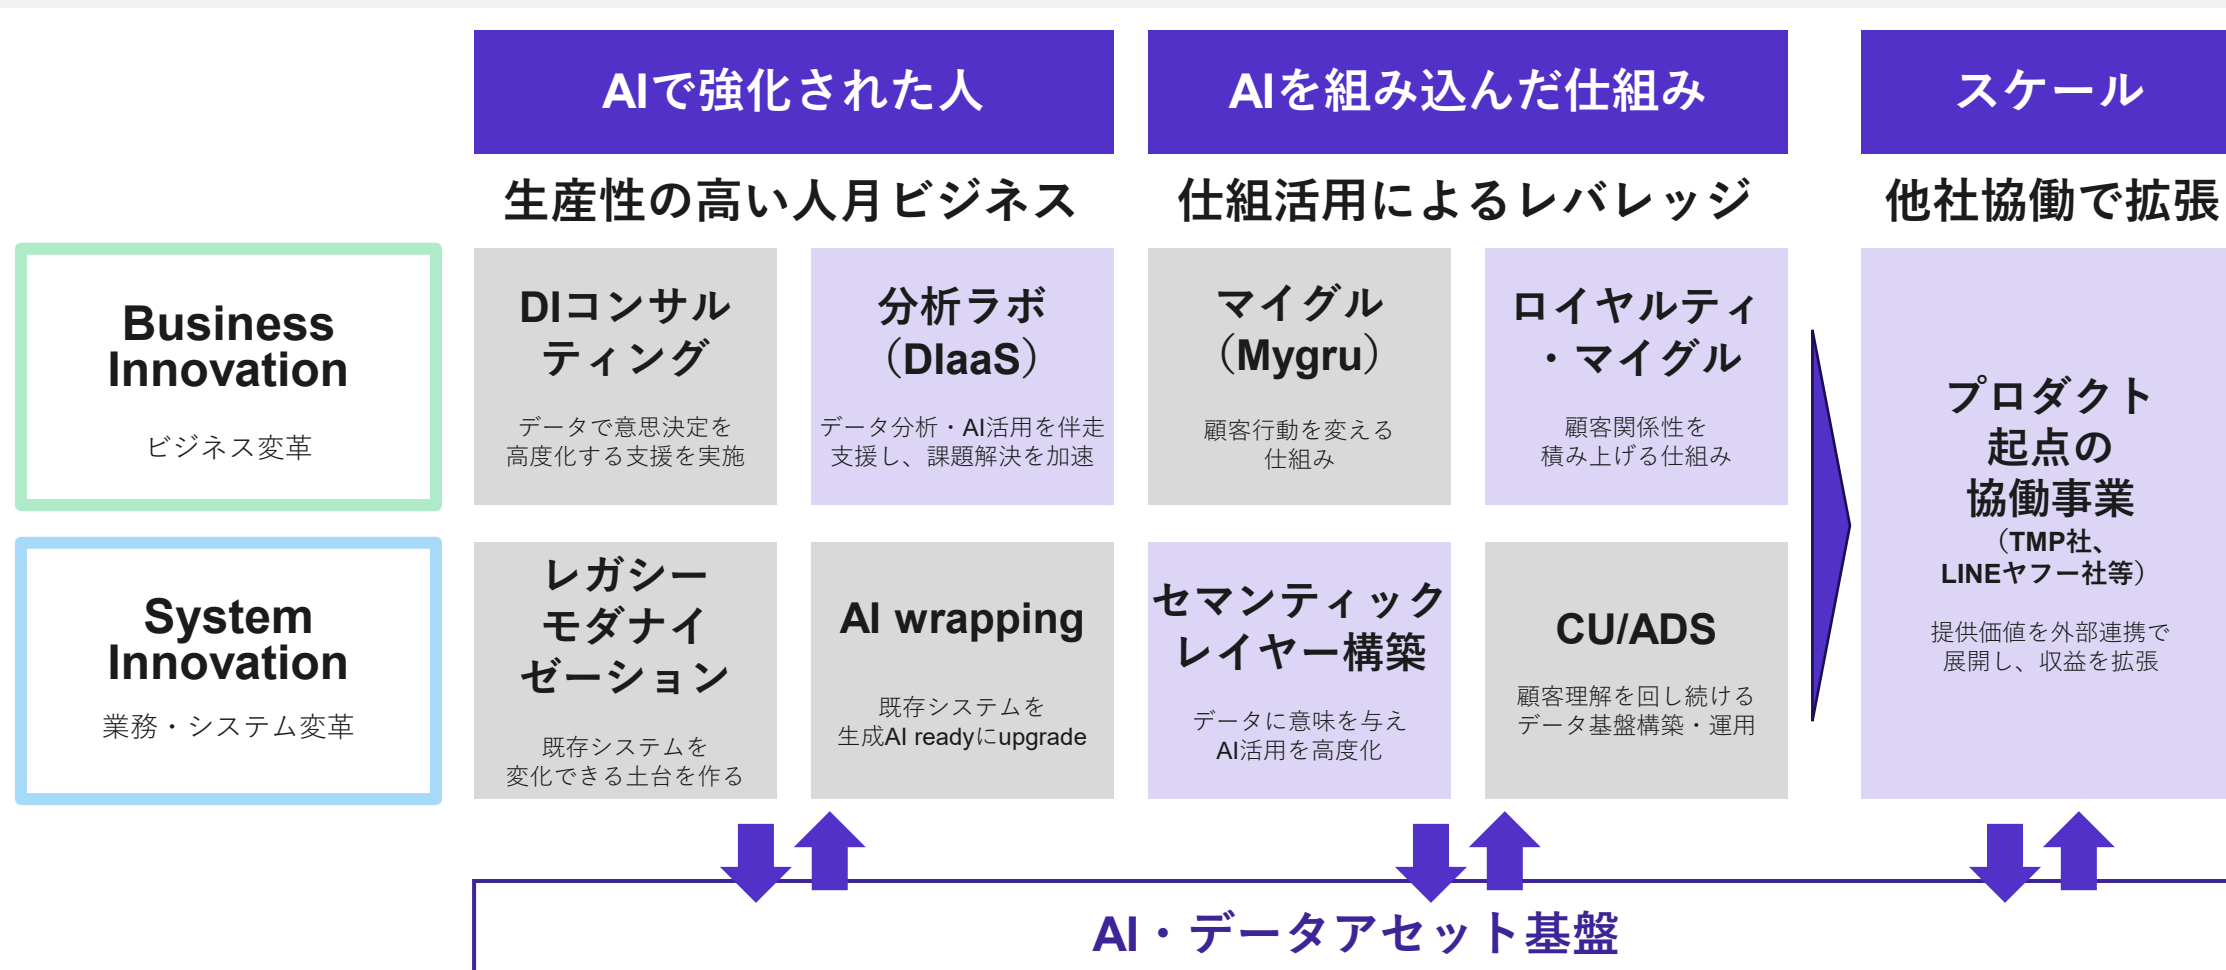 AIで強化された人
AIを組み込んだ仕組み
スケール
生産性の高い人月ビジネス
仕組活用によるレバレッジ
他社協働で拡張
Business
Innovation
ビジネス変革
DIコンサル
ティング
データで意思決定を
高度化する支援を実施
分析ラボ
（DIaaS）
データ分析・AI活用を伴走
支援し、課題解決を加速
マイグル
（Mygru）
顧客行動を変える
仕組み
ロイヤルティ
・マイグル
顧客関係性を
積み上げる仕組み
プロダクト
起点の
協働事業
（TMP社、
LINEヤフー社等）
提供価値を外部連携で
展開し、収益を拡張
System
Innovation
業務・システム変革
レガシー
モダナイ
ゼーション
既存システムを
変化できる土台を作る
AI wrapping
既存システムを
生成AI readyにupgrade
セマンティック
レイヤー構築
データに意味を与え
AI活用を高度化
CU/ADS
顧客理解を回し続ける
データ基盤構築・運用
AI・データアセット基盤